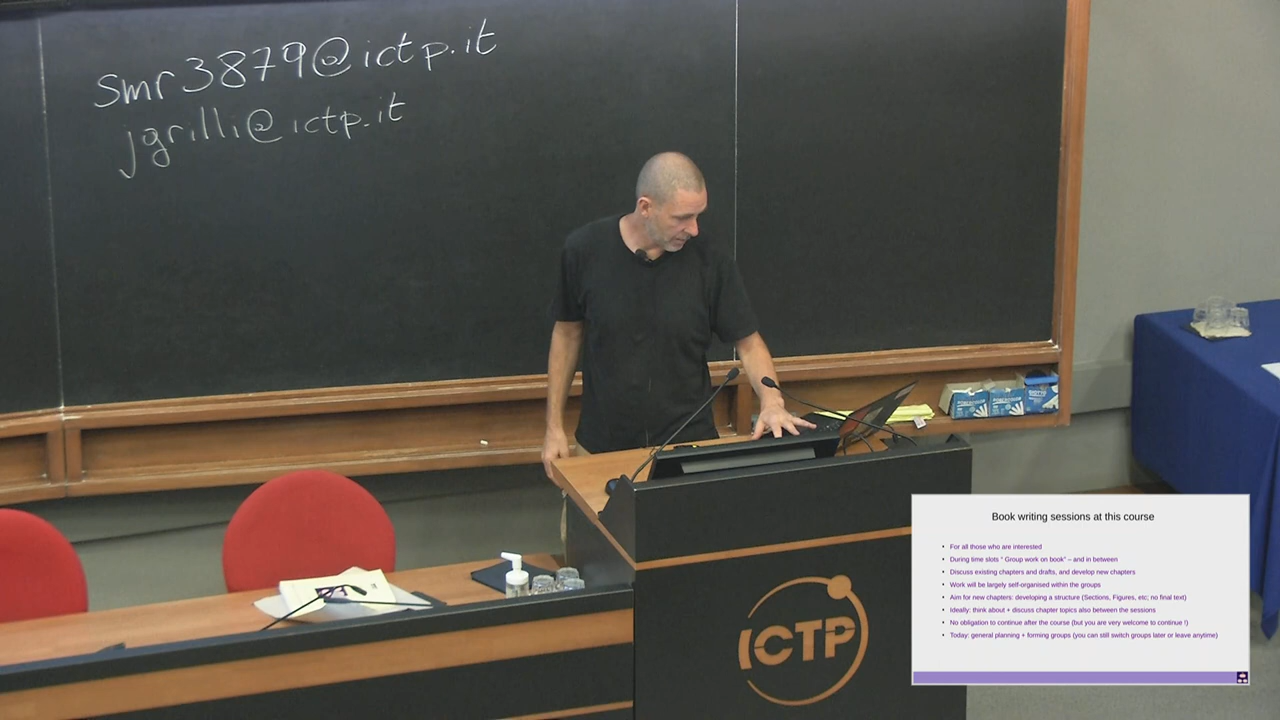 smr3879@ictp.it
jgrilli@ictp.it
ICTP
Book writing sessions at this course
• For all those who are interested
• During time slots “ Group work on book” – and in between
• Discuss existing chapters and drafts, and develop new chapters
• Work will be largely self-organised within the groups
• Aim for new chapters: developing a structure (Sections, Figures, etc; no final text)
• Ideally: think about + discuss chapter topics also between the sessions
• No obligation to continue after the course (but you are very welcome to continue !)
• Today: general planning + forming groups (you can still switch groups later or leave anytime)